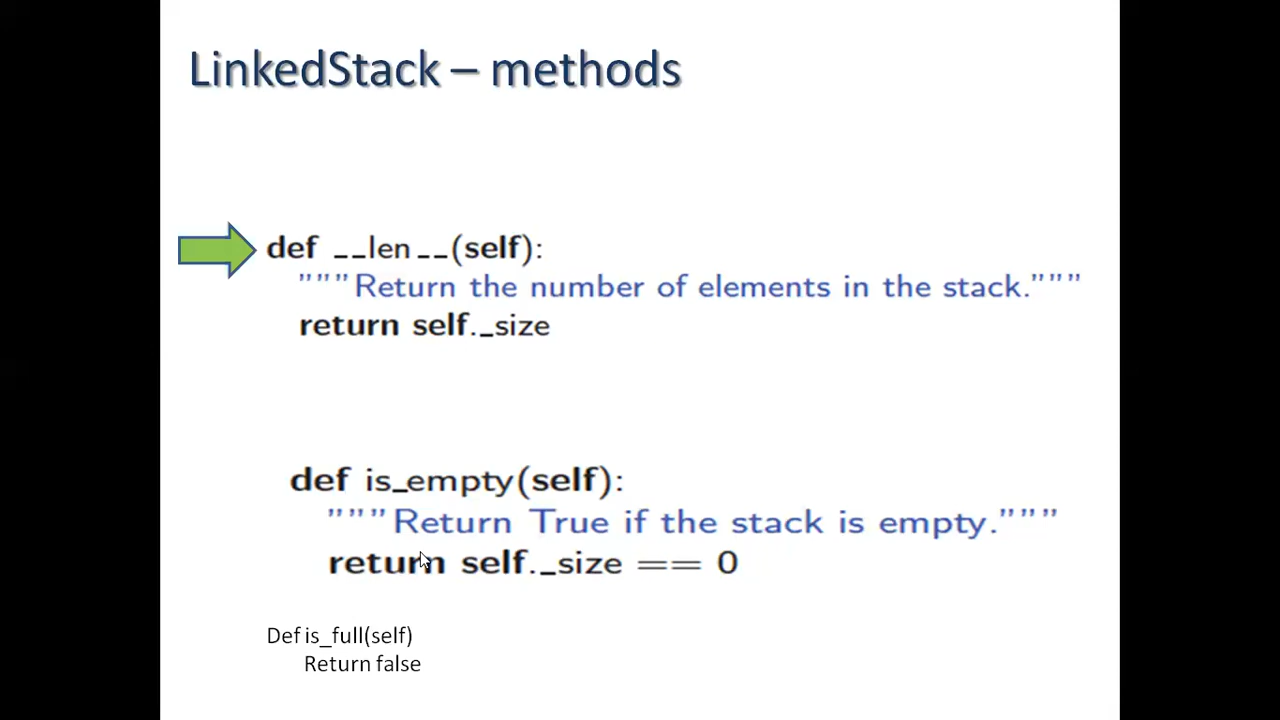 LinkedStack – methods
def __len__(self):
"""Return the number of elements in the stack."""
return self._size
def is_empty(self):
"""Return True if the stack is empty."""
return self._size == 0
Def is_full(self)
Return false